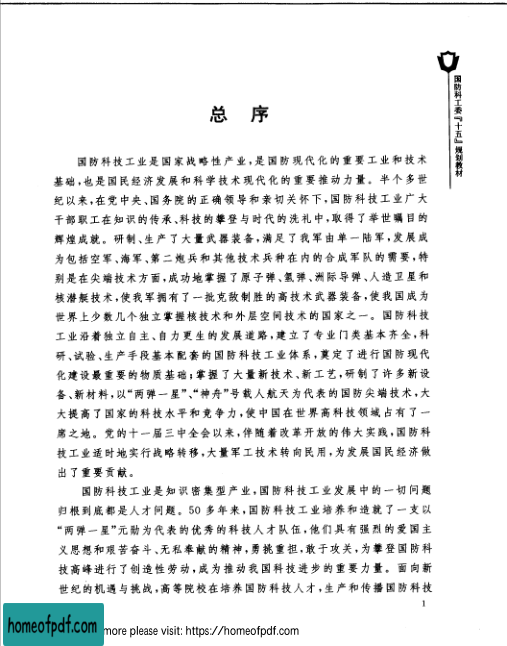 国防科工委『十五』规划教材
总 序
国防科技工业是国家战略性产业,是国防现代化的重要工业和技术
基础,也是国民经济发展和科学技术现代化的重要推动力量。半个多世
纪以来,在党中央、国务院的正确领导和亲切关怀下,国防科技工业广大
干部职工在知识的传承、科技的攀登与时代的洗礼中,取得了举世瞩目的
辉煌成就。研制、生产了大量武器装备,满足了我军由单一陆军,发展成
为包括空军、海军、第二炮兵和其他技术兵种在内的合成军队的需要,特
别是在尖端技术方面,成功地掌握了原子弹、氢弹、洲际导弹、人造卫星和
核潜艇技术,使我军拥有了一批克敌制胜的高技术武器装备,使我国成为
世界上少数几个独立掌握核技术和外层空间技术的国家之一。国防科技
工业沿着独立自主、自力更生的发展道路,建立了专业门类基本齐全,科
研、试验、生产手段基本配套的国防科技工业体系,奠定了进行国防现代
化建设最重要的物质基础;掌握了大量新技术、新工艺,研制了许多新设
备、新材料,以“两弹一星”、“神舟”号载人航天为代表的国防尖端技术,大
大提高了国家的科技水平和竞争力,使中国在世界高科技领域占有了一
席之地。党的十一届三中全会以来,伴随着改革开放的伟大实践,国防科
技工业适时地实行战略转移,大量军工技术转向民用,为发展国民经济做
出了重要贡献。
国防科技工业是知识密集型产业,国防科技工业发展中的一切问题
归根到底都是人才问题。50多年来,国防科技工业培养和造就了一支以
“两弹一星”元勋为代表的优秀的科技人才队伍,他们具有强烈的爱国主
义思想和艰苦奋斗、无私奉献的精神,勇挑重担,敢于攻关,为攀登国防科
技高峰进行了创造性劳动,成为推动我国科技进步的重要力量。面向新
世纪的机遇与挑战,高等院校在培养国防科技人才,生产和传播国防科技
1
homeofpdf.com
more please visit: https://homeofpdf.com